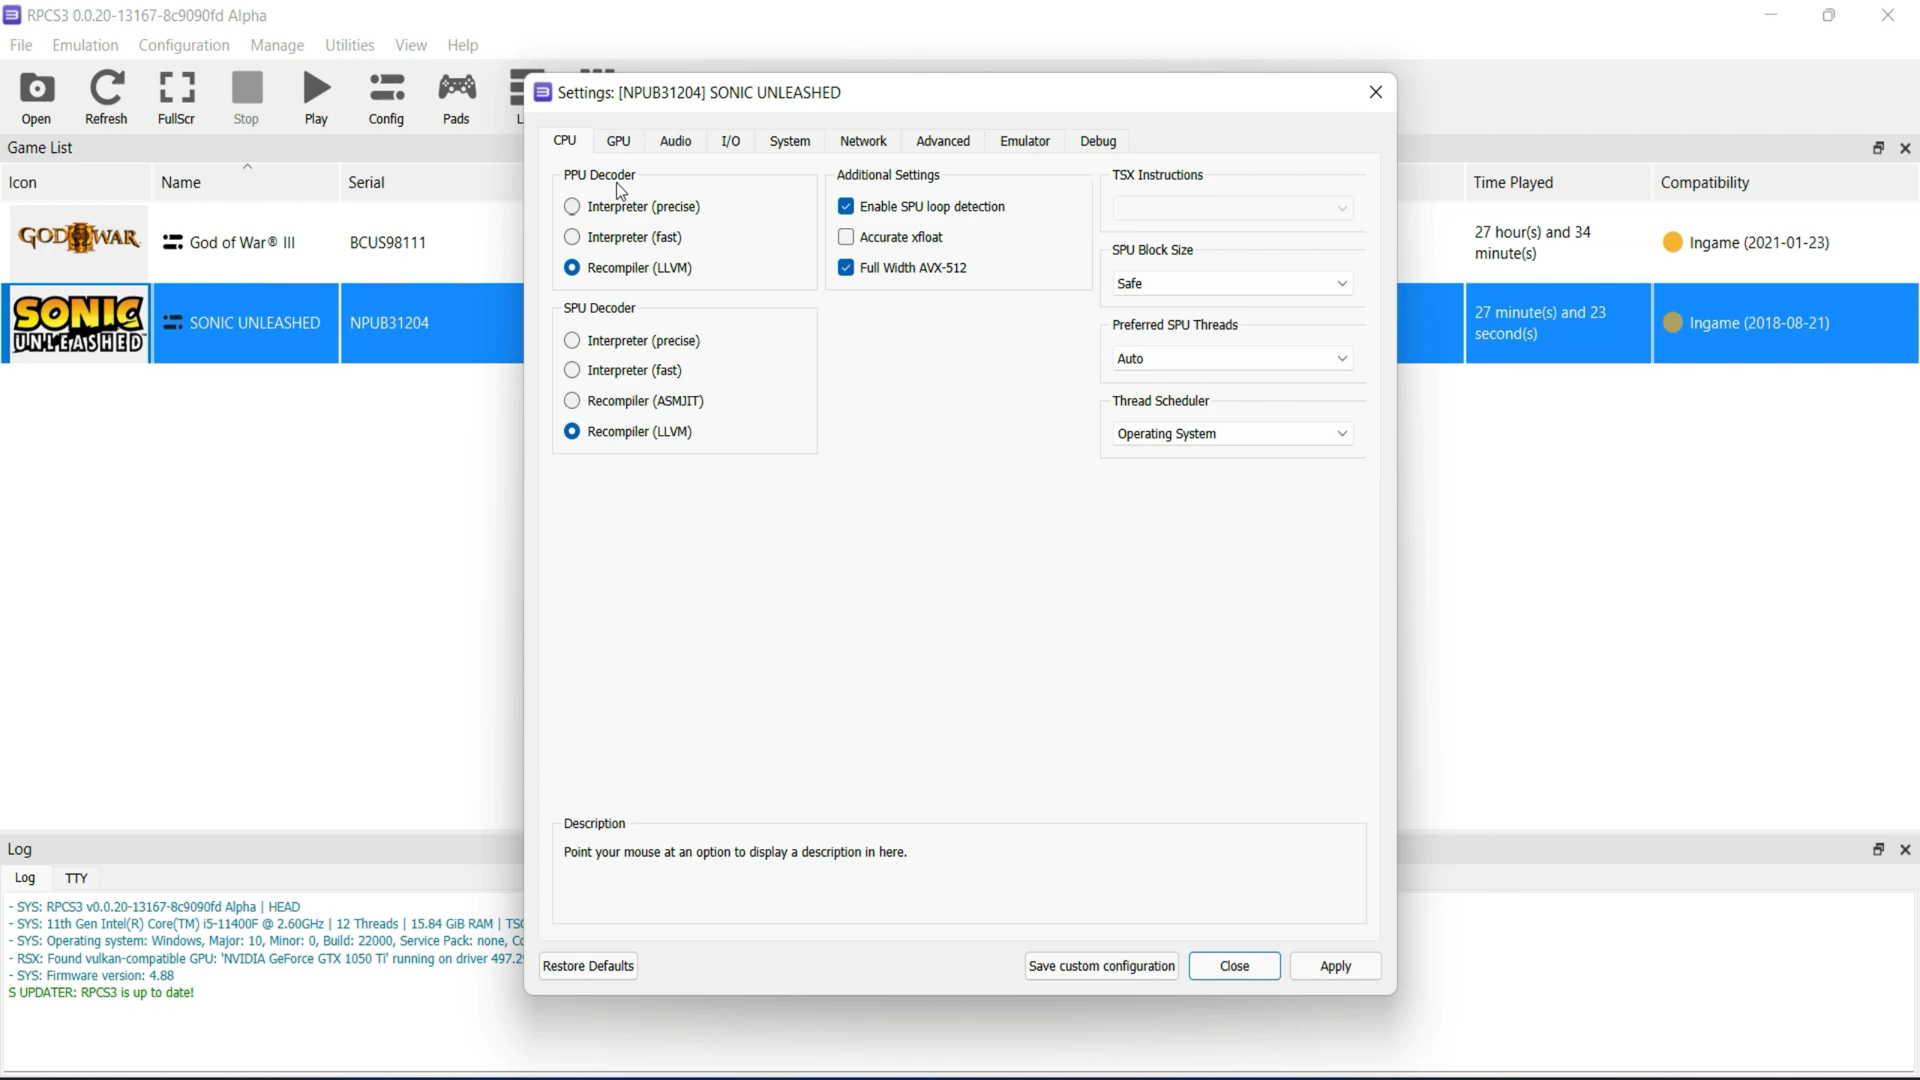 RPCS3 0.0.20-13167-8c9090fd Alpha
File Emulation Configuration Manage Utilities View Help
Open Refresh FullScr Stop Play Config Pads
Settings: [NPUB31204] SONIC UNLEASHED
CPU GPU Audio I/O System Network Advanced Emulator Debug
Game List
Icon Name Serial Time Played Compatibility
GOD OF WAR God of War® III BCUS98111 27 hour(s) and 34 minute(s) Ingame (2021-01-23)
SONIC UNLEASHED SONIC UNLEASHED NPUB31204 27 minute(s) and 23 second(s) Ingame (2018-08-21)
PPU Decoder
Interpreter (precise)
Interpreter (fast)
Recompiler (LLVM)
SPU Decoder
Interpreter (precise)
Interpreter (fast)
Recompiler (ASMJIT)
Recompiler (LLVM)
Additional Settings
Enable SPU loop detection
Accurate xfloat
Full Width AVX-512
TSX Instructions
SPU Block Size
Safe
Preferred SPU Threads
Auto
Thread Scheduler
Operating System
Description
Point your mouse at an option to display a description in here.
Restore Defaults Save custom configuration Close Apply
Log
Log TTY
- SYS: RPCS3 v0.0.20-13167-8c9090fd Alpha | HEAD
- SYS: 11th Gen Intel(R) Core(TM) i5-11400F @ 2.60GHz | 12 Threads | 15.84 GiB RAM |
- SYS: Operating system: Windows, Major: 10, Minor: 0, Build: 22000, Service Pack: none,
- RSX: Found vulkan-compatible GPU: 'NVIDIA GeForce GTX 1050 Ti' running on driver 497.2
- SYS: Firmware version: 4.88
S UPDATER: RPCS3 is up to date!